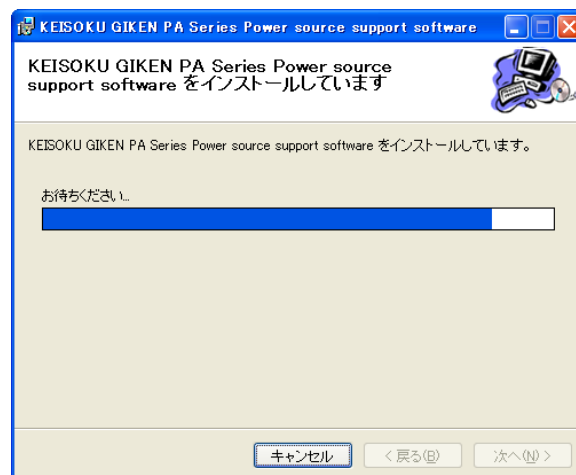 KEISOKU GIKEN PA Series Power source support software
KEISOKU GIKEN PA Series Power source
support software をインストールしています
KEISOKU GIKEN PA Series Power source support software をインストールしています。
お待ちください...
キャンセル
< 戻る(B)
次へ(N) >